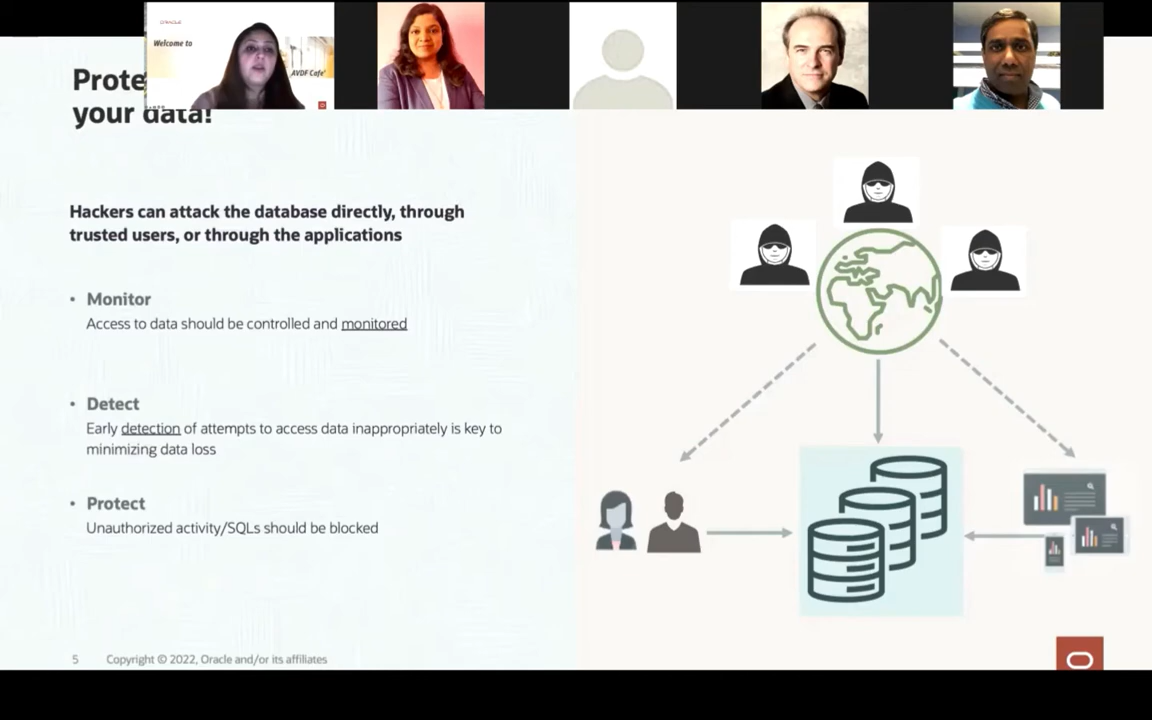 ORACLE
Welcome to
AVDF Cafe'
Prote
your data!
Hackers can attack the database directly, through
trusted users, or through the applications
• Monitor
Access to data should be controlled and monitored
• Detect
Early detection of attempts to access data inappropriately is key to
minimizing data loss
• Protect
Unauthorized activity/SQLs should be blocked
5 Copyright © 2022, Oracle and/or its affiliates